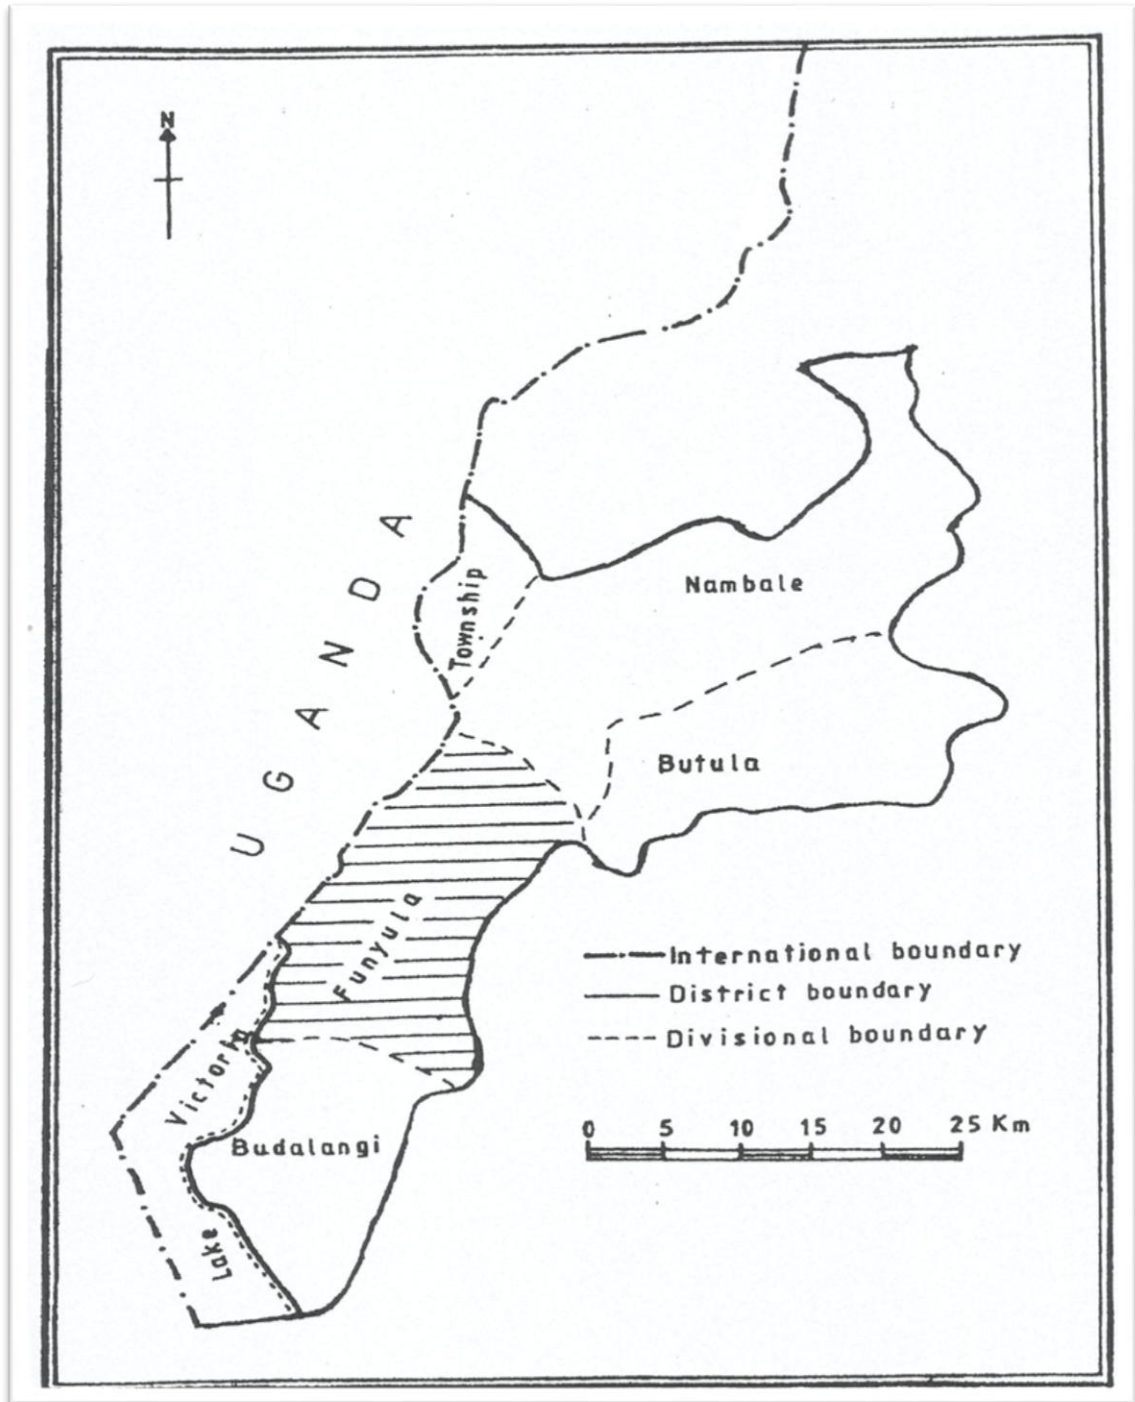 N
UGANDA
Township
Nambale
Butula
Funyula
International boundary
District boundary
Divisional boundary
Lake Victoria
Budalangi
0 5 10 15 20 25 Km